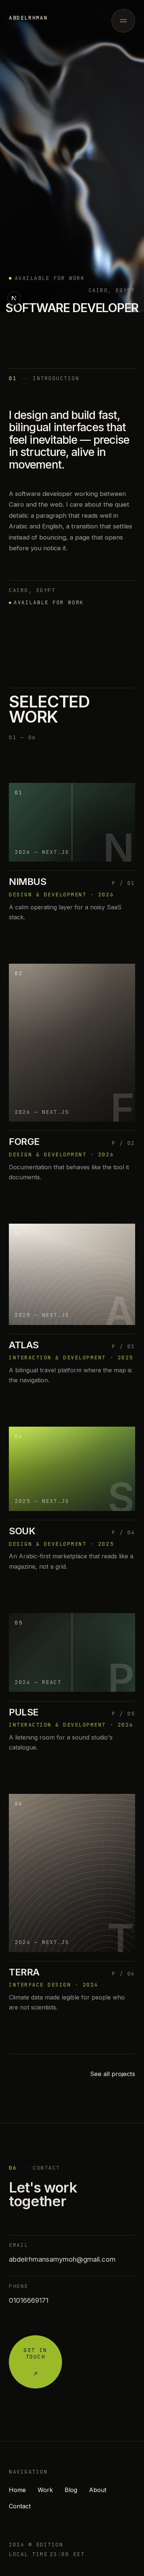 ABDELRHMAN
AVAILABLE FOR WORK
CAIRO, EGYPT
N
SOFTWARE DEVELOPER
01 — INTRODUCTION
I design and build fast,
bilingual interfaces that
feel inevitable — precise
in structure, alive in
movement.
A software developer working between
Cairo and the web. I care about the quiet
details: a paragraph that reads well in
Arabic and English, a transition that settles
instead of bouncing, a page that opens
before you notice it.
CAIRO, EGYPT
AVAILABLE FOR WORK
SELECTED
WORK
01 — 06
01
N
2026 — NEXT.JS
NIMBUS
P / 01
DESIGN & DEVELOPMENT · 2026
A calm operating layer for a noisy SaaS
stack.
02
F
2026 — NEXT.JS
FORGE
P / 02
DESIGN & DEVELOPMENT · 2026
Documentation that behaves like the tool it
documents.
A
2025 — NEXT.JS
ATLAS
P / 03
INTERACTION & DEVELOPMENT · 2025
A bilingual travel platform where the map is
the navigation.
04
S
2025 — NEXT.JS
SOUK
P / 04
DESIGN & DEVELOPMENT · 2025
An Arabic-first marketplace that reads like a
magazine, not a grid.
05
P
2024 — REACT
PULSE
P / 05
INTERACTION & DEVELOPMENT · 2024
A listening room for a sound studio's
catalogue.
06
T
2024 — NEXT.JS
TERRA
P / 06
INTERFACE DESIGN · 2024
Climate data made legible for people who
are not scientists.
See all projects
06 — CONTACT
Let's work
together
EMAIL
abdelrhmansamymoh@gmail.com
PHONE
01016669171
GET IN
TOUCH
↗
NAVIGATION
Home Work Blog About
Contact
2026 © EDITION
LOCAL TIME 23:00 EET